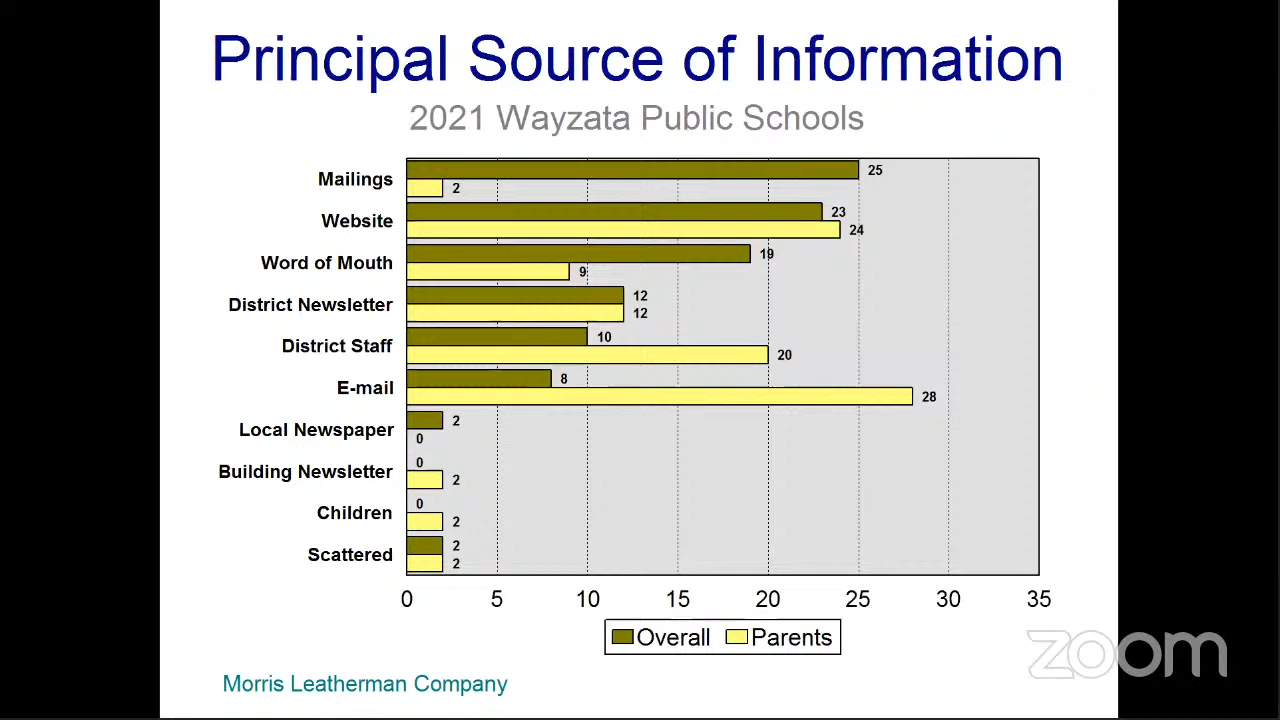 Principal Source of Information
2021 Wayzata Public Schools
Mailings
25
2
Website
23
24
Word of Mouth
19
9
District Newsletter
12
12
District Staff
10
20
E-mail
8
28
Local Newspaper
2
0
Building Newsletter
0
2
Children
0
2
Scattered
2
2
0 5 10 15 20 25 30 35
Overall Parents
zoom
Morris Leatherman Company